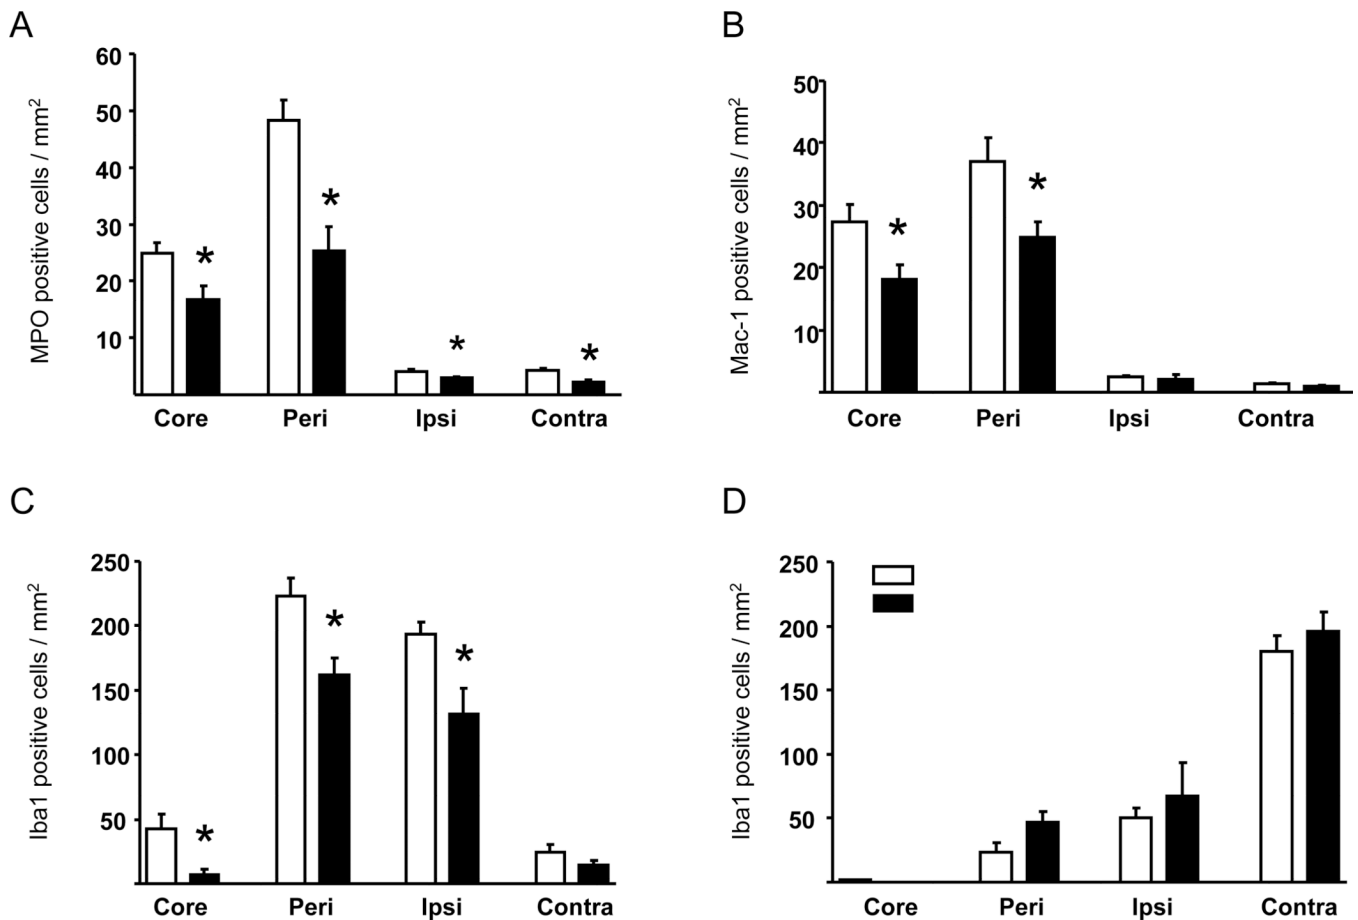 A
MPO positive cells / mm²
60
50
40
30
20
10
*
*
*
*
Core Peri Ipsi Contra
B
Mac-1 positive cells / mm²
50
40
30
20
10
*
*
Core Peri Ipsi Contra
C
Iba1 positive cells / mm²
250
200
150
100
50
*
*
*
Core Peri Ipsi Contra
D
Iba1 positive cells / mm²
250
200
150
100
50
Core Peri Ipsi Contra